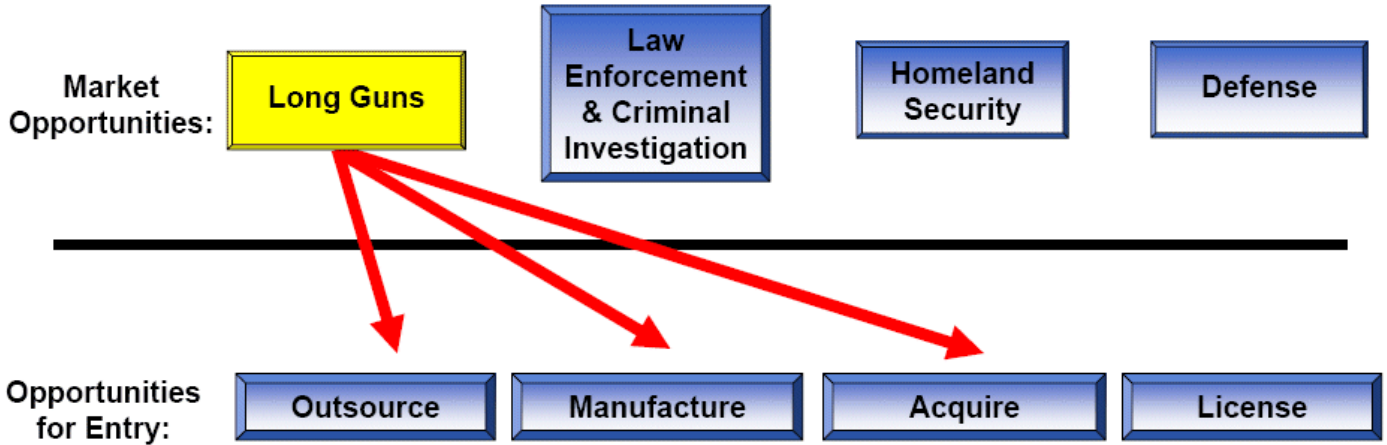 Market
Opportunities:
Long Guns
Law
Enforcement
& Criminal
Investigation
Homeland
Security
Defense
Opportunities
for Entry:
Outsource
Manufacture
Acquire
License